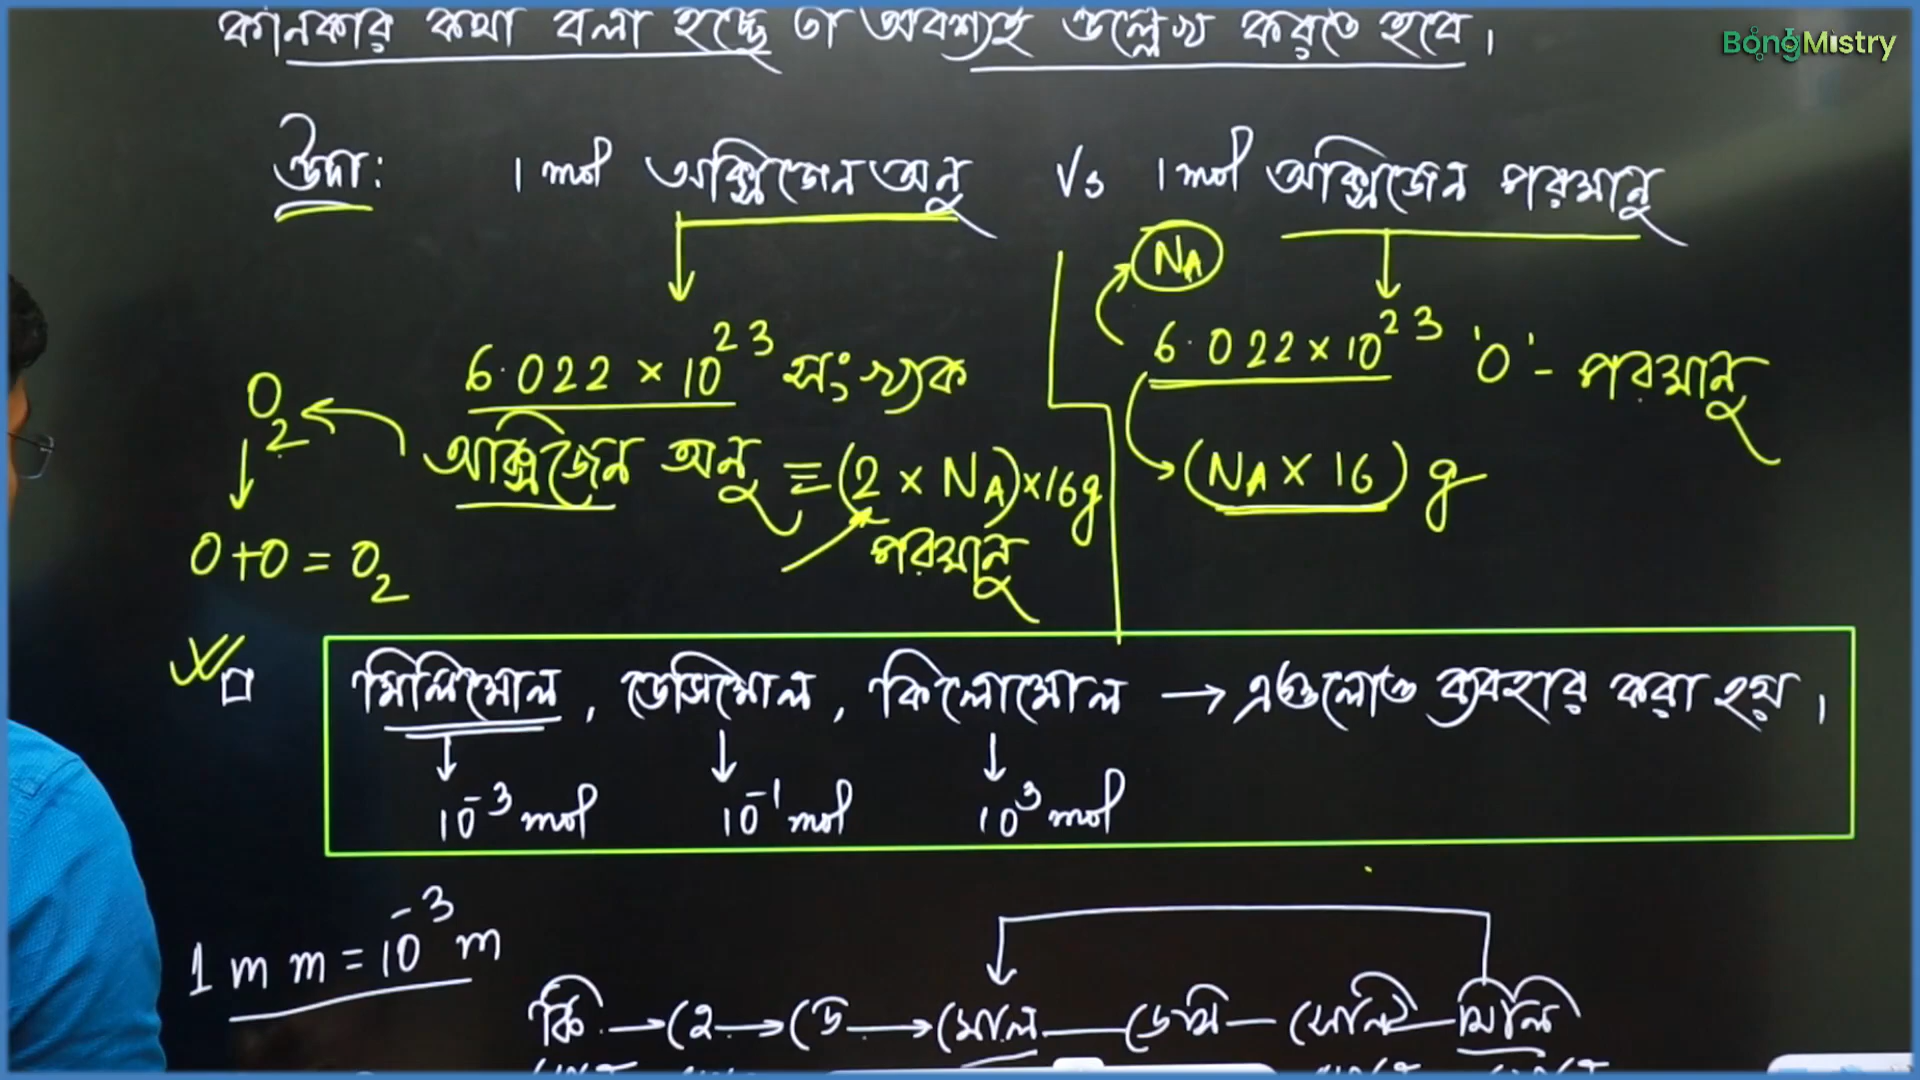 কনিকার কথা বলা হচ্ছে তা অবশ্যই উল্লেখ করতে হবে।
BongMistry
উদা: 1 mol অক্সিজেন অনু Vs 1 mol অক্সিজেন পরমানু
NA
6.022 × 10^23 সংখ্যক
6.022 × 10^23 'O' - পরমানু
O2
অক্সিজেন অনু ≡ (2 × NA) × 16g
(NA × 16) g
পরমানু
O + O = O2
মিলিমোল, ডেসিমোল, কিলোমোল → এগুলোও ব্যবহার করা হয়।
10^-3 mol 10^-1 mol 10^3 mol
1 mm = 10^-3 m
কি → হে → ডে → মোল — ডেসি — সেন্টি — মিলি